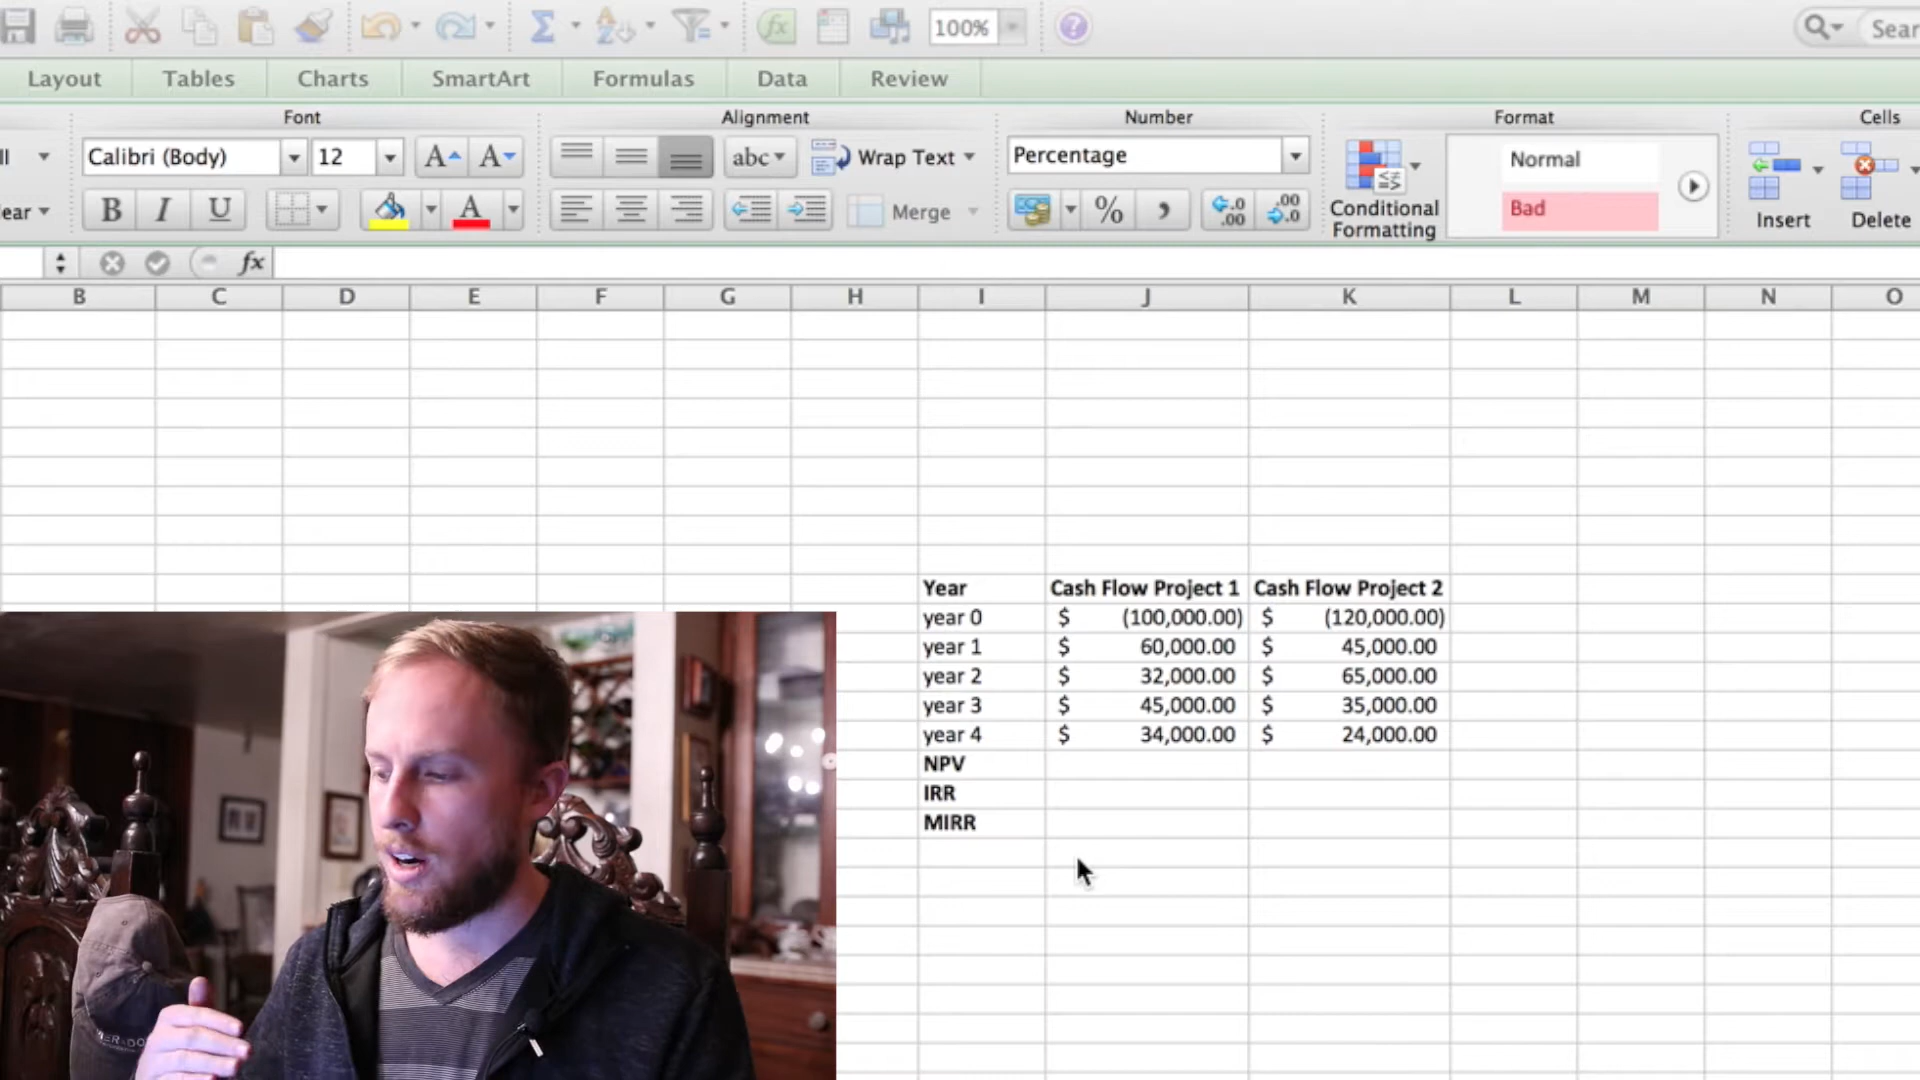 100%
Sear
Layout Tables Charts SmartArt Formulas Data Review
Font Alignment Number Format Cells
Calibri (Body) 12 A A abc Wrap Text Percentage Normal
ear B I U A Merge % Conditional Formatting Bad Insert Delete
fx
B C D E F G H I J K L M N O
Year Cash Flow Project 1 Cash Flow Project 2
year 0 $ (100,000.00) $ (120,000.00)
year 1 $ 60,000.00 $ 45,000.00
year 2 $ 32,000.00 $ 65,000.00
year 3 $ 45,000.00 $ 35,000.00
year 4 $ 34,000.00 $ 24,000.00
NPV
IRR
MIRR